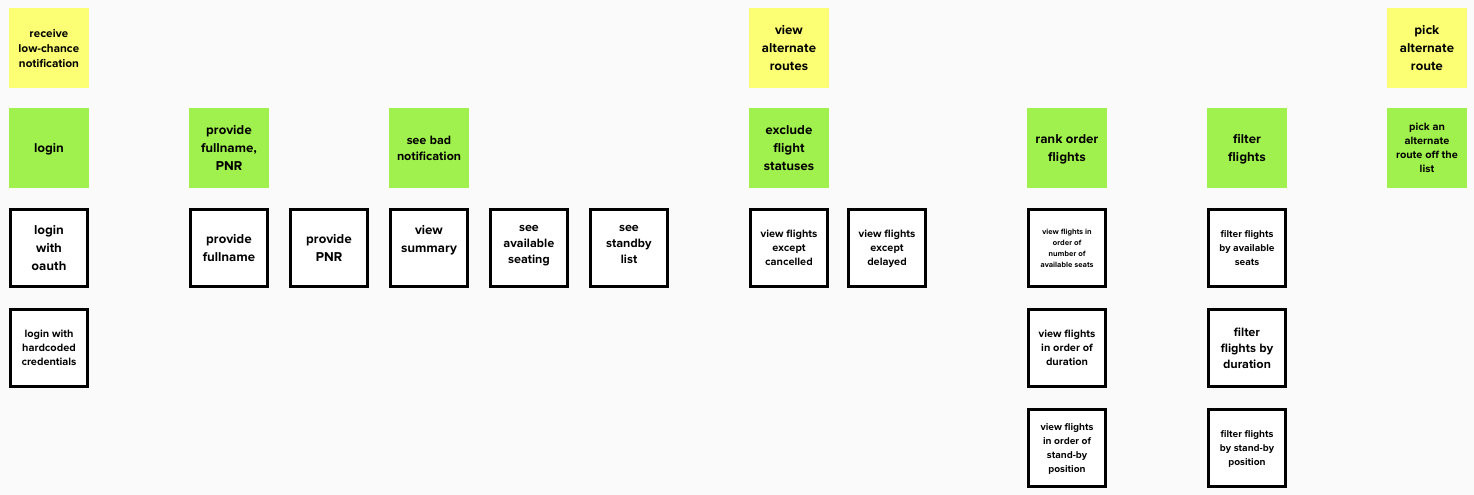 receive
low-chance
notification
view
alternate
routes
pick
alternate
route
login
provide
fullname,
PNR
see bad
notification
exclude
flight
statuses
rank order
flights
filter
flights
pick an
alternate
route off the
list
login
with
oauth
provide
fullname
provide
PNR
view
summary
see
available
seating
see
standby
list
view flights
except
cancelled
view flights
except
delayed
view flights in
order of
number of
available seats
filter flights
by available
seats
login with
hardcoded
credentials
view flights
in order of
duration
filter
flights by
duration
view flights
in order of
stand-by
position
filter flights
by stand-by
position